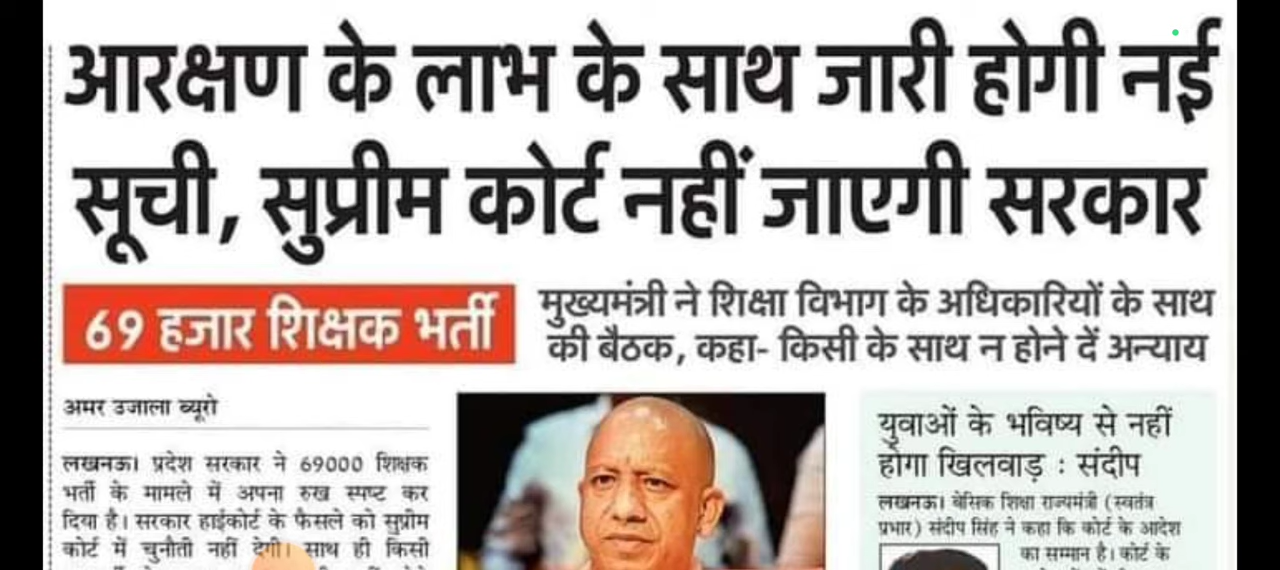 आरक्षण के लाभ के साथ जारी होगी नई
सूची, सुप्रीम कोर्ट नहीं जाएगी सरकार
69 हजार शिक्षक भर्ती
मुख्यमंत्री ने शिक्षा विभाग के अधिकारियों के साथ
की बैठक, कहा- किसी के साथ न होने दें अन्याय
अमर उजाला ब्यूरो
लखनऊ। प्रदेश सरकार ने 69000 शिक्षक
भर्ती के मामले में अपना रुख स्पष्ट कर
दिया है। सरकार हाईकोर्ट के फैसले को सुप्रीम
कोर्ट में चुनौती नहीं देगी। साथ ही किसी
युवाओं के भविष्य से नहीं
होगा खिलवाड़ : संदीप
लखनऊ। बेसिक शिक्षा राज्यमंत्री (स्वतंत्र
प्रभार) संदीप सिंह ने कहा कि कोर्ट के आदेश
का सम्मान है। कोर्ट के